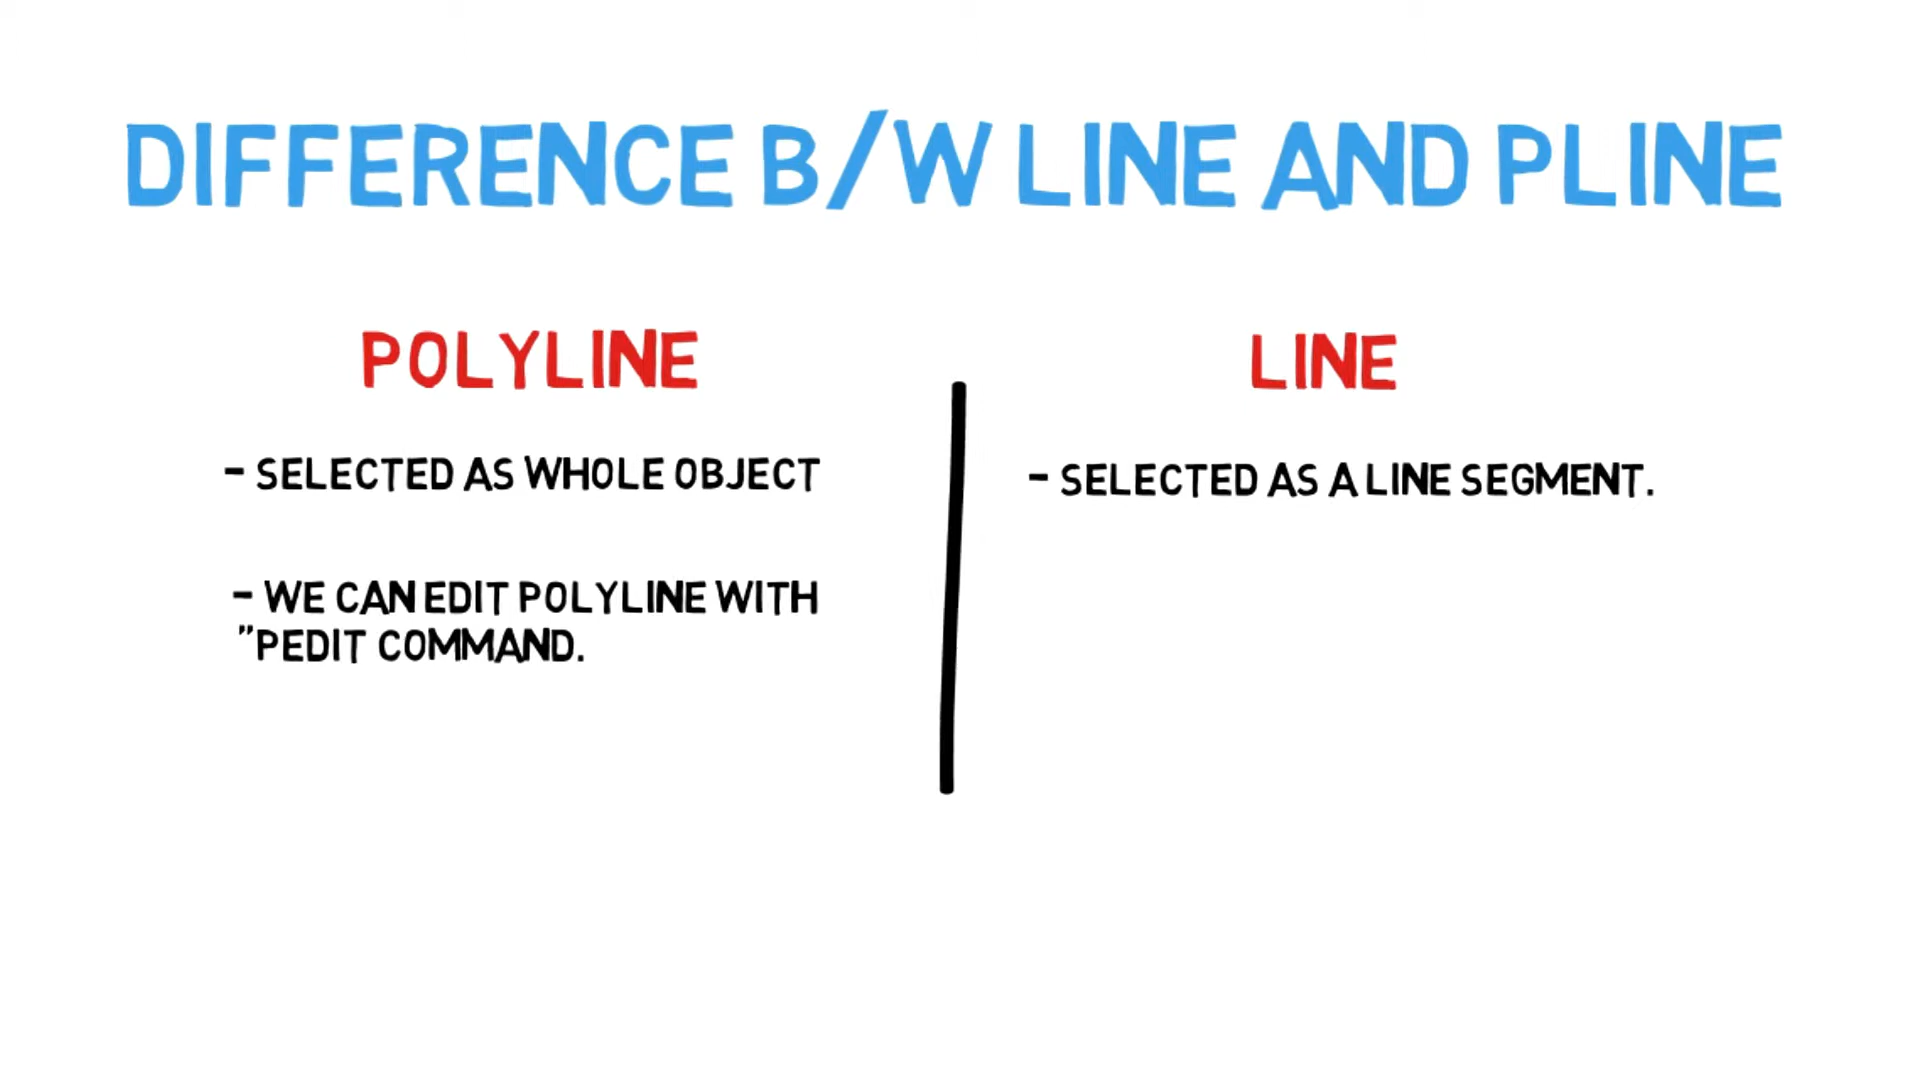 DIFFERENCE B/W LINE AND PLINE
POLYLINE
- SELECTED AS WHOLE OBJECT
- WE CAN EDIT POLYLINE WITH
"PEDIT COMMAND.
LINE
- SELECTED AS A LINE SEGMENT.